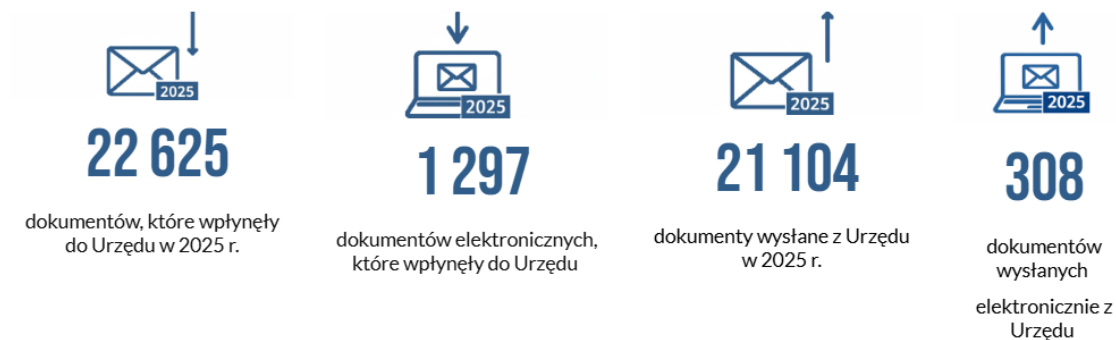 2025
22 625
dokumentów, które wpłynęły
do Urzędu w 2025 r.
2025
1 297
dokumentów elektronicznych,
które wpłynęły do Urzędu
2025
21 104
dokumenty wysłane z Urzędu
w 2025 r.
2025
308
dokumentów
wysłanych
elektronicznie z
Urzędu